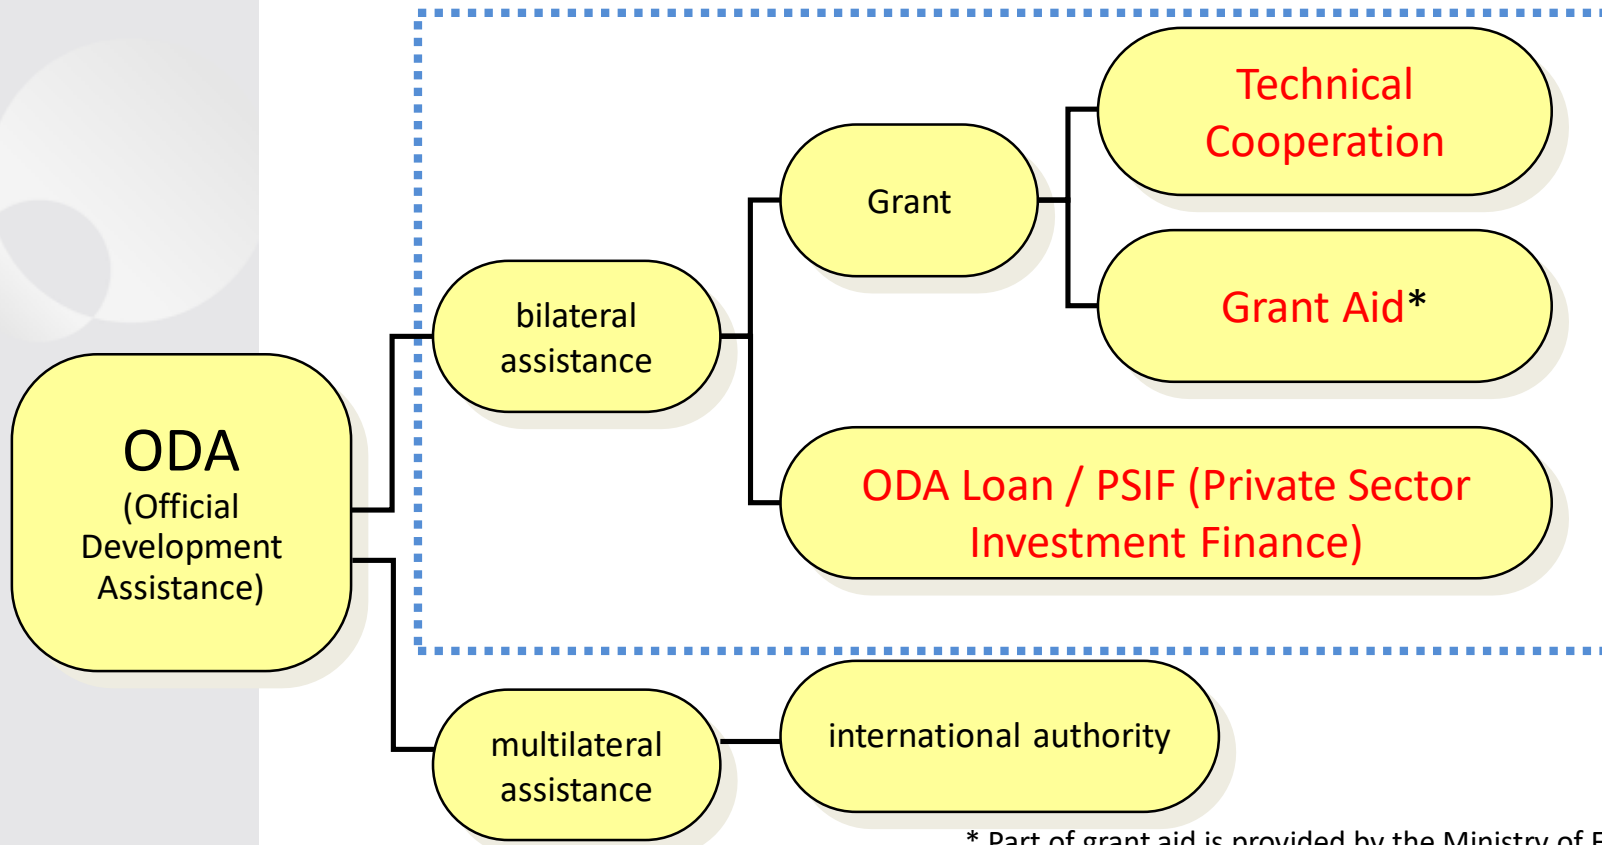 Technical
Cooperation
Grant
Grant Aid*
bilateral
assistance
ODA
(Official
Development
Assistance)
ODA Loan / PSIF (Private Sector
Investment Finance)
multilateral
assistance
international authority
* Part of grant aid is provided by the Ministry of